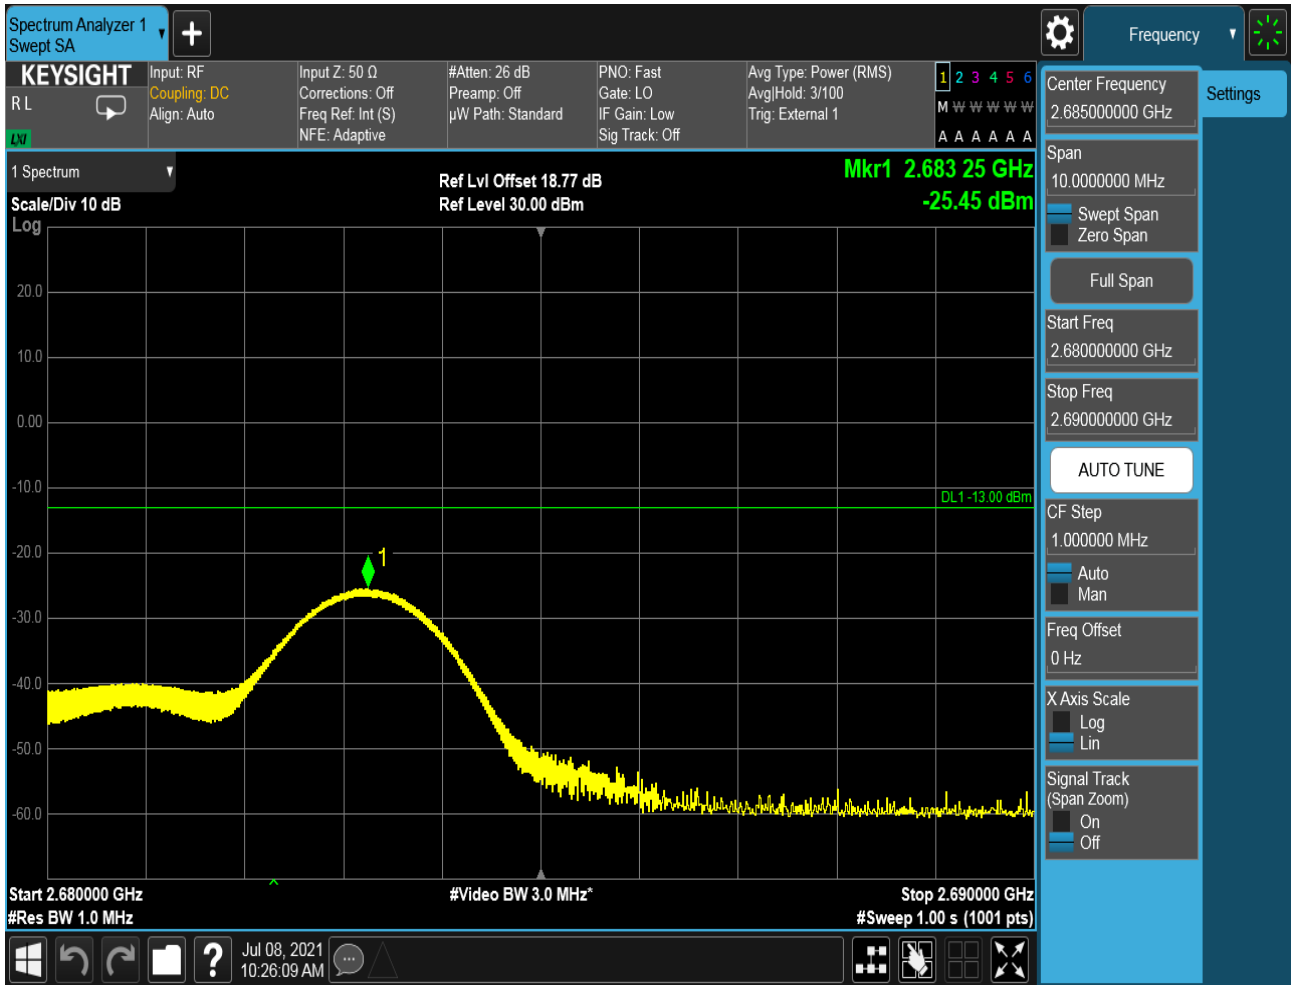 Spectrum Analyzer 1
Swept SA
Frequency
KEYSIGHT
R L
LXI
Input: RF
Coupling: DC
Align: Auto
Input Z: 50 Ω
Corrections: Off
Freq Ref: Int (S)
NFE: Adaptive
#Atten: 26 dB
Preamp: Off
µW Path: Standard
PNO: Fast
Gate: LO
IF Gain: Low
Sig Track: Off
Avg Type: Power (RMS)
Avg|Hold: 3/100
Trig: External 1
1 2 3 4 5 6
M W W W W W
A A A A A A
1 Spectrum
Scale/Div 10 dB
Log
Ref Lvl Offset 18.77 dB
Ref Level 30.00 dBm
Mkr1 2.683 25 GHz
-25.45 dBm
20.0
10.0
0.00
-10.0
DL1 -13.00 dBm
-20.0
1
-30.0
-40.0
-50.0
-60.0
Start 2.680000 GHz
#Video BW 3.0 MHz*
Stop 2.690000 GHz
#Res BW 1.0 MHz
#Sweep 1.00 s (1001 pts)
Jul 08, 2021
10:26:09 AM
?
Center Frequency
2.685000000 GHz
Settings
Span
10.0000000 MHz
Swept Span
Zero Span
Full Span
Start Freq
2.680000000 GHz
Stop Freq
2.690000000 GHz
AUTO TUNE
CF Step
1.000000 MHz
Auto
Man
Freq Offset
0 Hz
X Axis Scale
Log
Lin
Signal Track
(Span Zoom)
On
Off